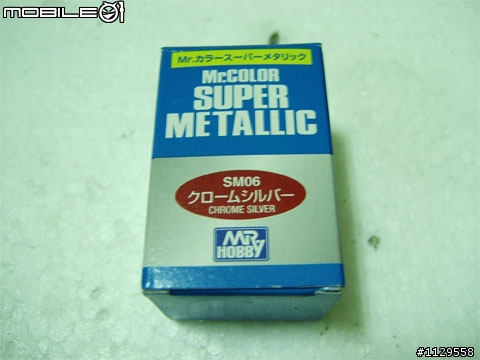 MOBILE01
Mr.カラースーパーメタリック
Mr.COLOR
SUPER
METALLIC
SM06
クロームシルバー
CHROME SILVER
MR
HOBBY
#1129558